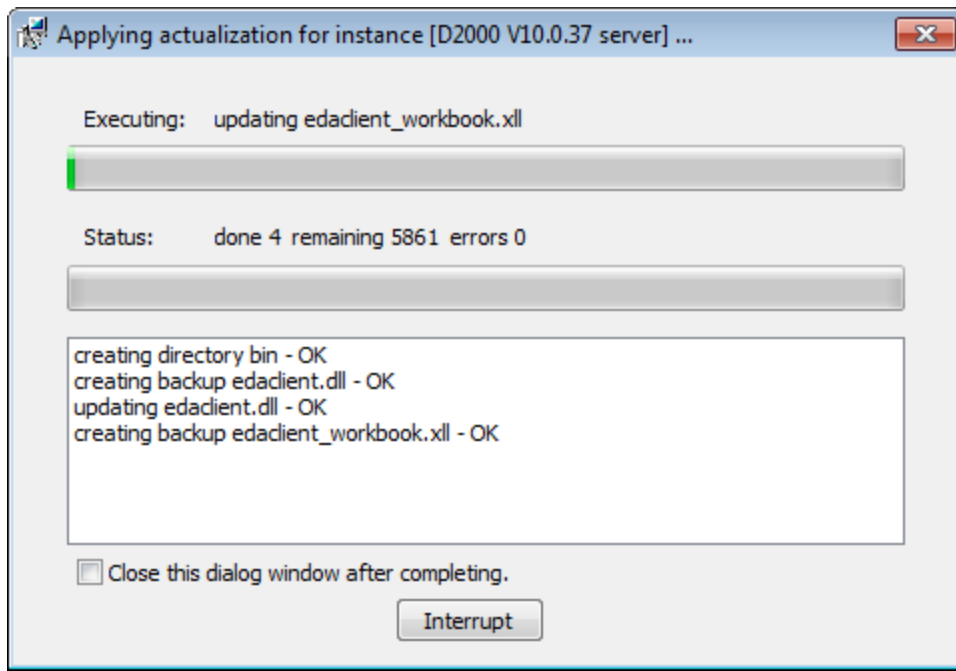 Applying actualization for instance [D2000 V10.0.37 server] ...
Executing: updating edaclient_workbook.xll
Status: done 4 remaining 5861 errors 0
creating directory bin - OK
creating backup edaclient.dll - OK
updating edaclient.dll - OK
creating backup edaclient_workbook.xll - OK
Close this dialog window after completing.
Interrupt